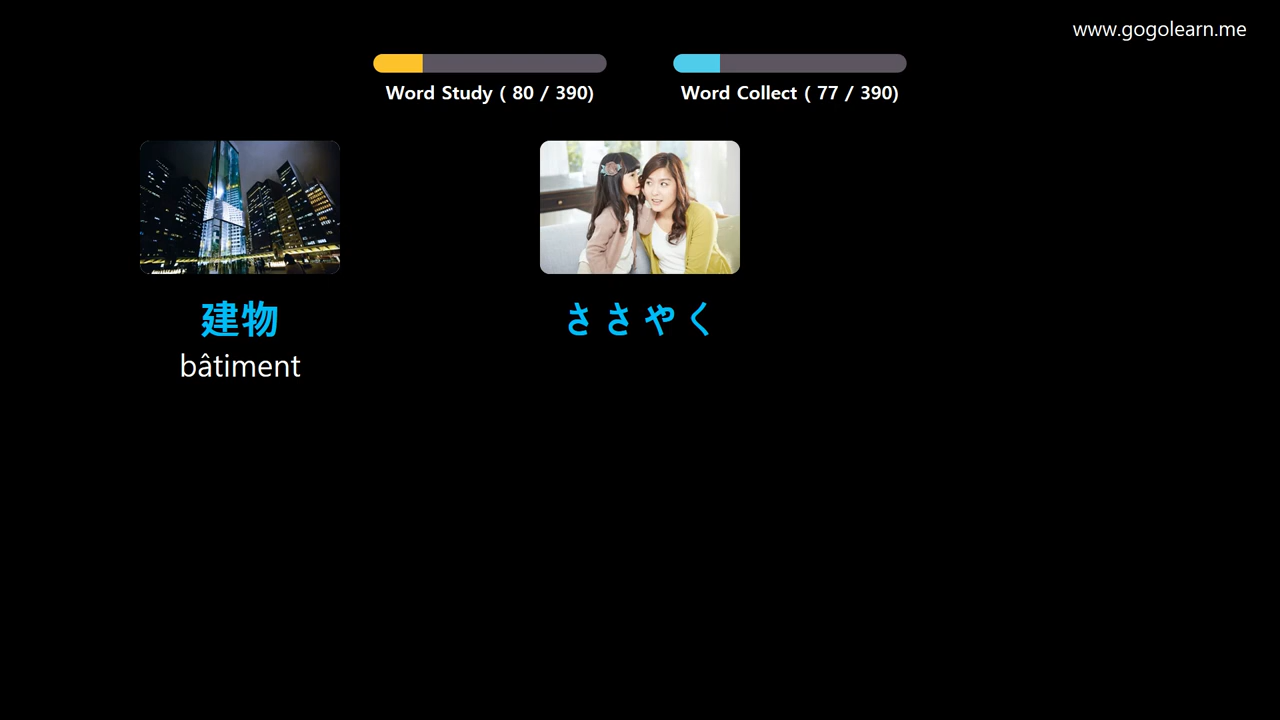 www.gogolearn.me
Word Study ( 80 / 390)
Word Collect ( 77 / 390)
建物
bâtiment
ささやく